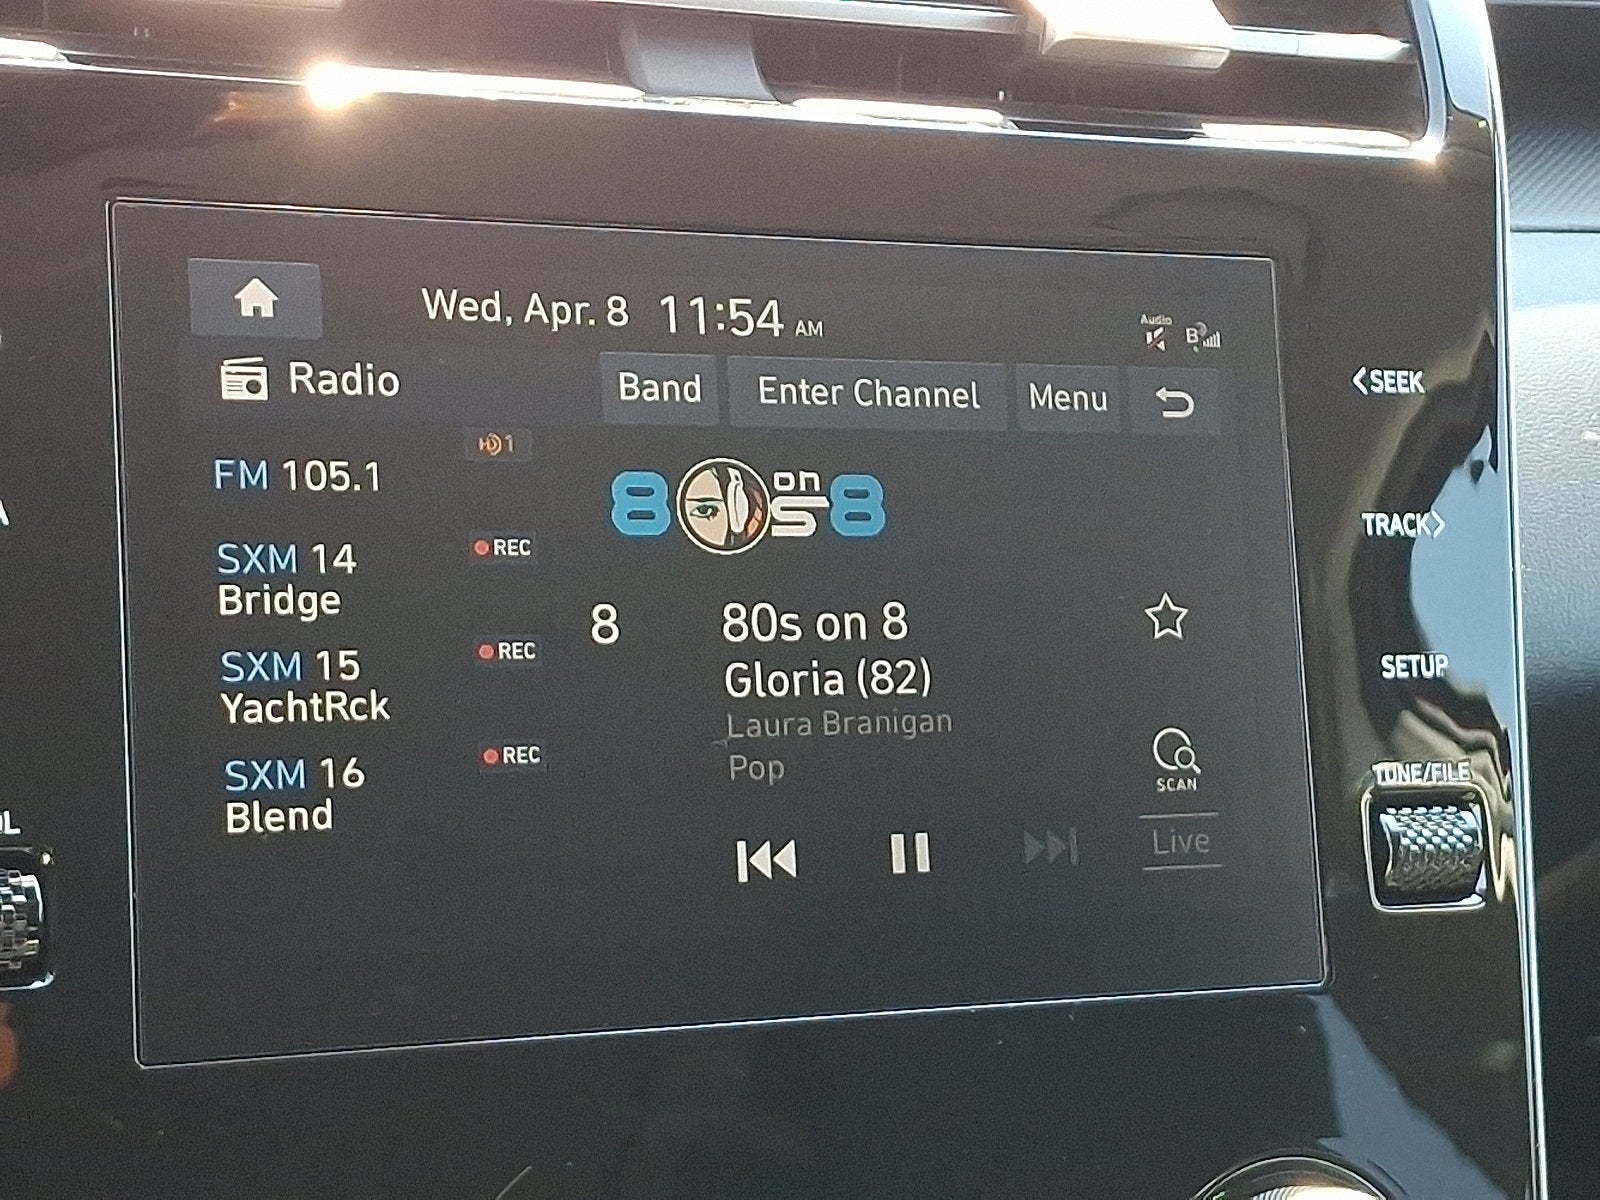 Wed, Apr. 8 11:54 AM
Audio
B
Radio
Band
Enter Channel
Menu
<SEEK
FM 105.1
HD 1
80s on 8
TRACK>
SXM 14
REC
Bridge
8
80s on 8
SXM 15
REC
Gloria (82)
SETUP
YachtRck
Laura Branigan
SXM 16
REC
Pop
SCAN
TUNE/FILE
Blend
Live